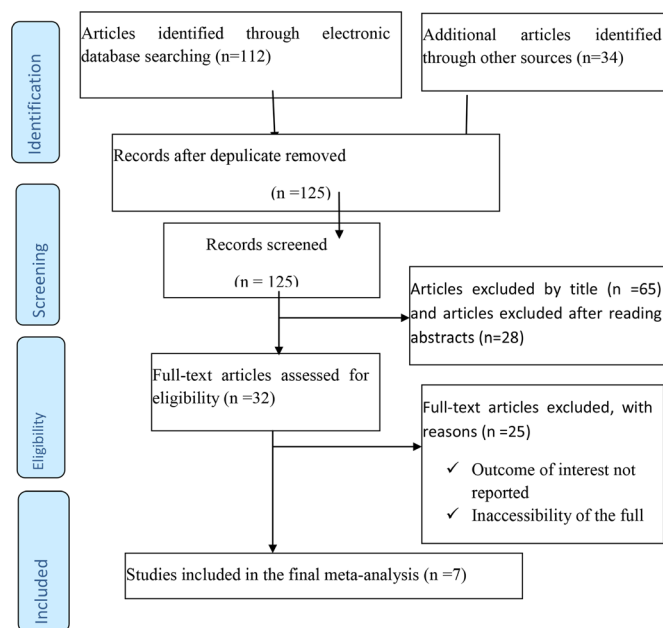 Identification
Articles identified through electronic
database searching (n=112)
Additional articles identified
through other sources (n=34)
Records after depulicate removed
(n =125)
Screening
Records screened
(n = 125)
Articles excluded by title (n =65)
and articles excluded after reading
abstracts (n=28)
Eligibility
Full-text articles assessed for
eligibility (n =32)
Full-text articles excluded, with
reasons (n =25)
✓ Outcome of interest not
reported
✓ Inaccessibility of the full
Included
Studies included in the final meta-analysis (n =7)